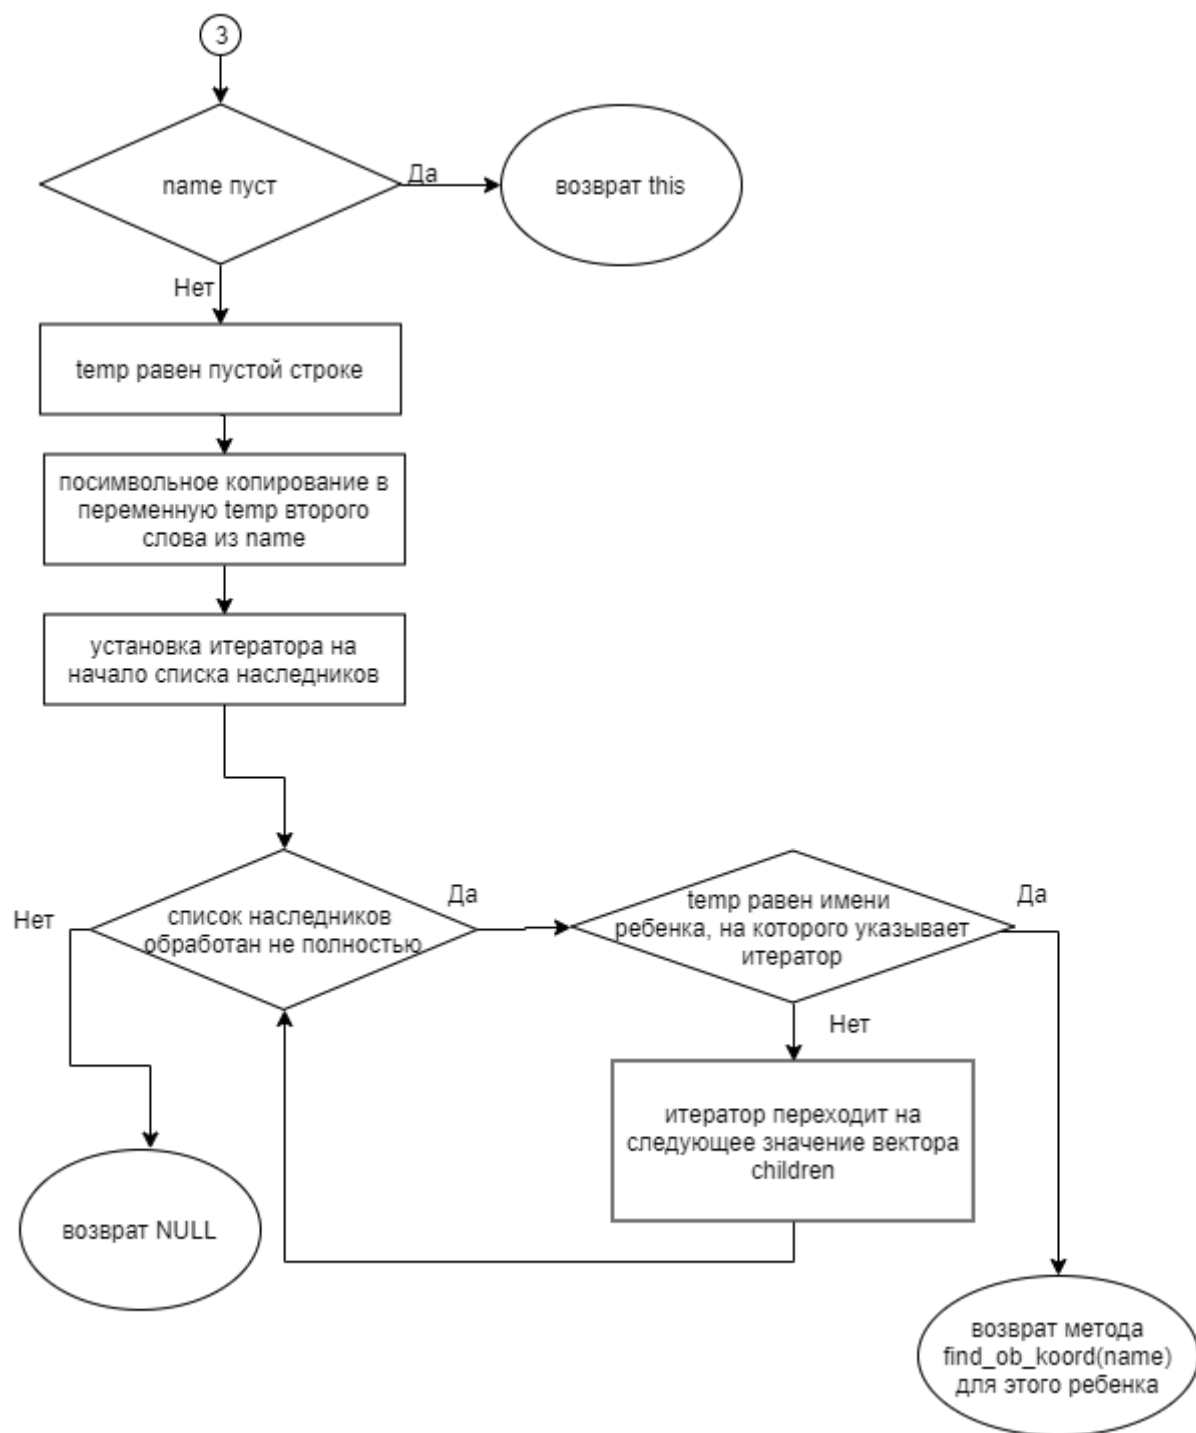 3
name пуст
Да
возврат this
Нет
temp равен пустой строке
посимвольное копирование в
переменную temp второго
слова из name
установка итератора на
начало списка наследников
Нет
список наследников
обработан не полностью
Да
temp равен имени
ребенка, на которого указывает
итератор
Да
Нет
итератор переходит на
следующее значение вектора
children
возврат NULL
возврат метода
find_ob_koord(name)
для этого ребенка